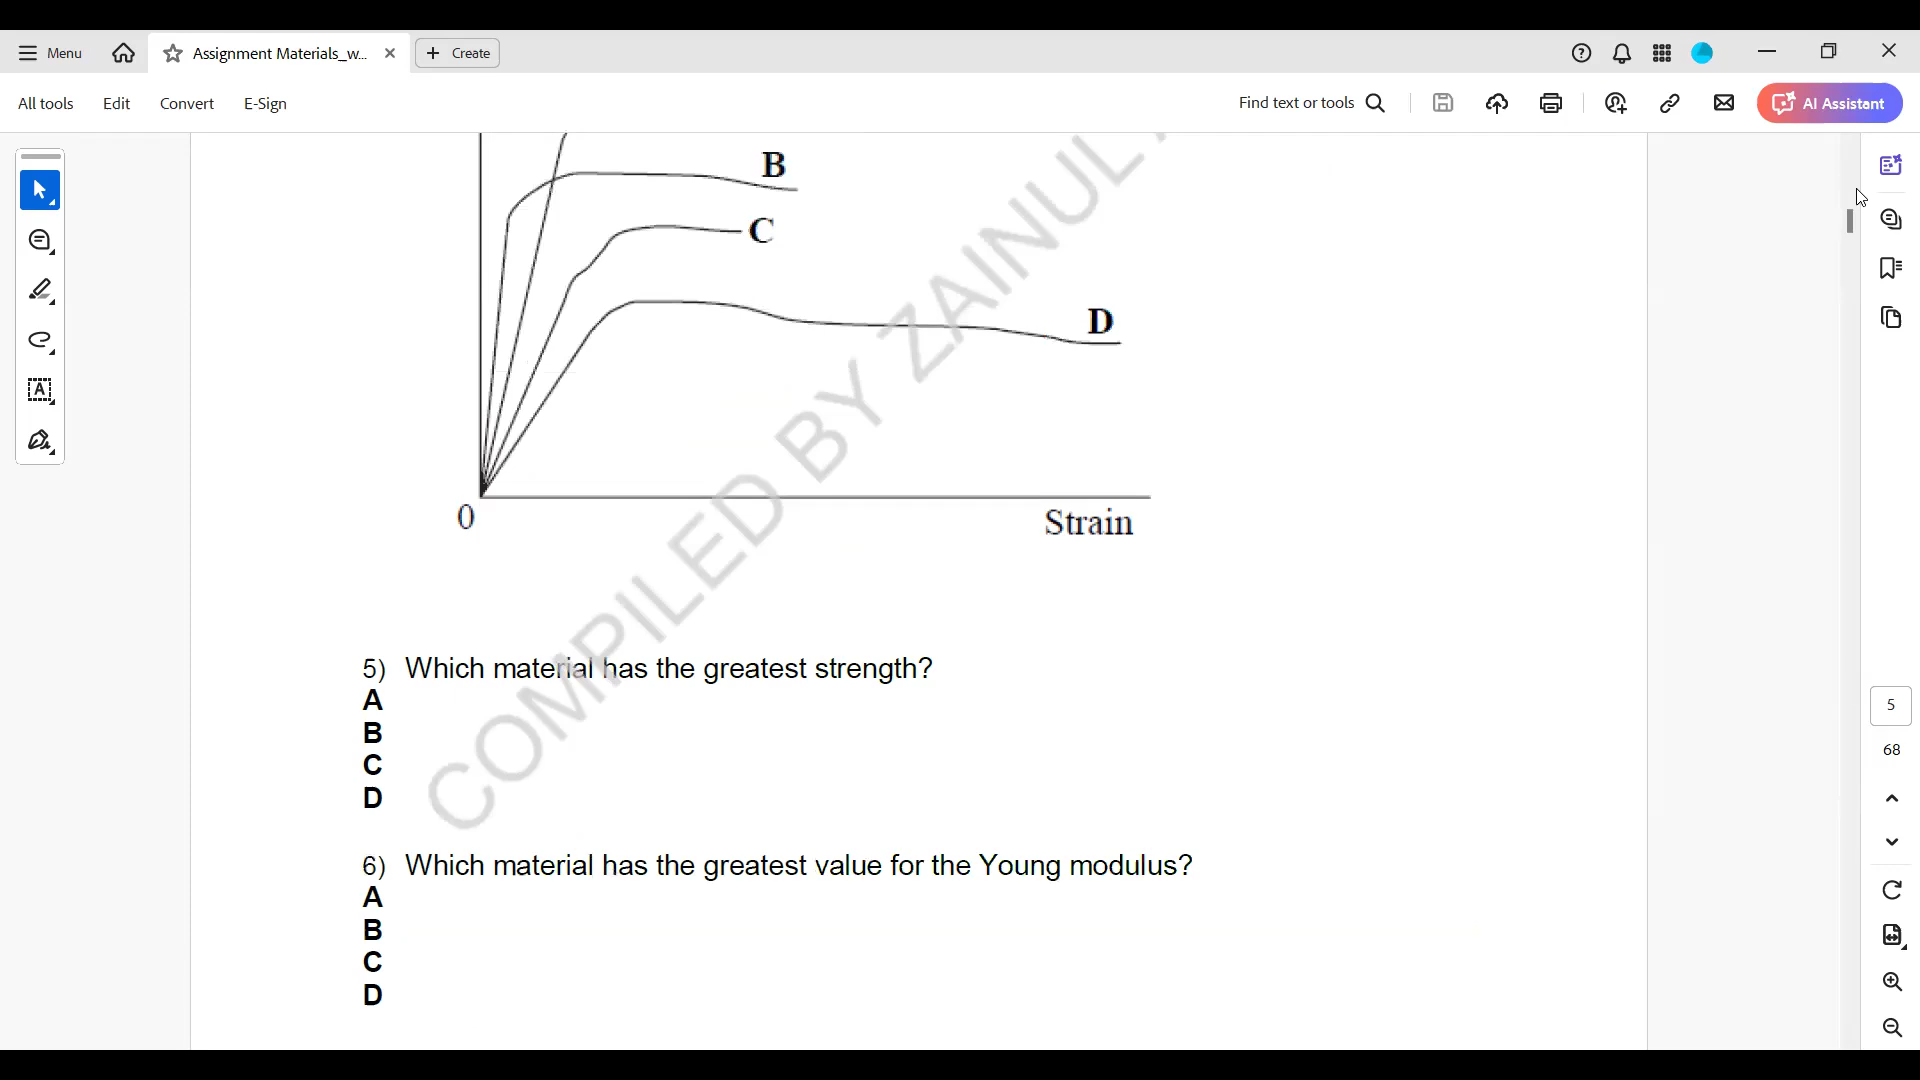 Menu
Assignment Materials_w...
Create
All tools
Edit
Convert
E-Sign
Find text or tools
AI Assistant
B
C
D
0
Strain
COMPILED BY ZAINUL
5) Which material has the greatest strength?
A
B
C
D
6) Which material has the greatest value for the Young modulus?
A
B
C
D
5
68